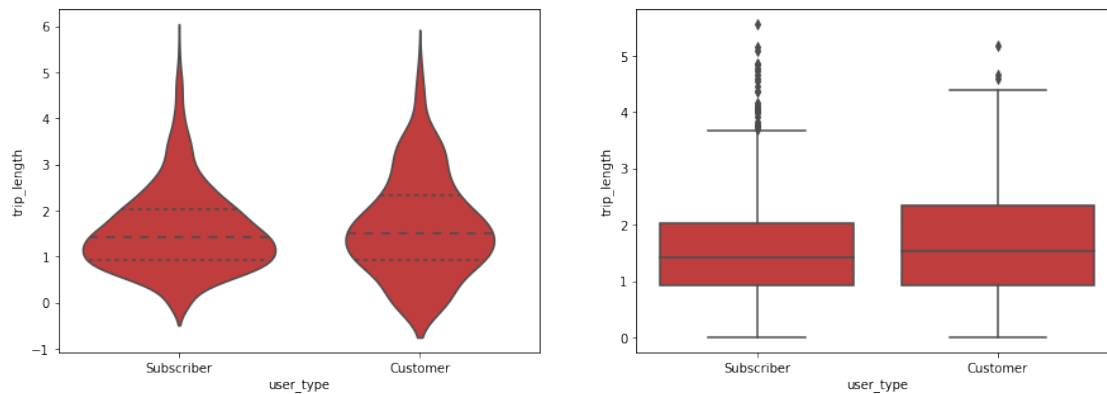 6
5
4
3
2
1
0
−1
trip_length
Subscriber
Customer
user_type
5
4
3
2
1
0
trip_length
Subscriber
Customer
user_type